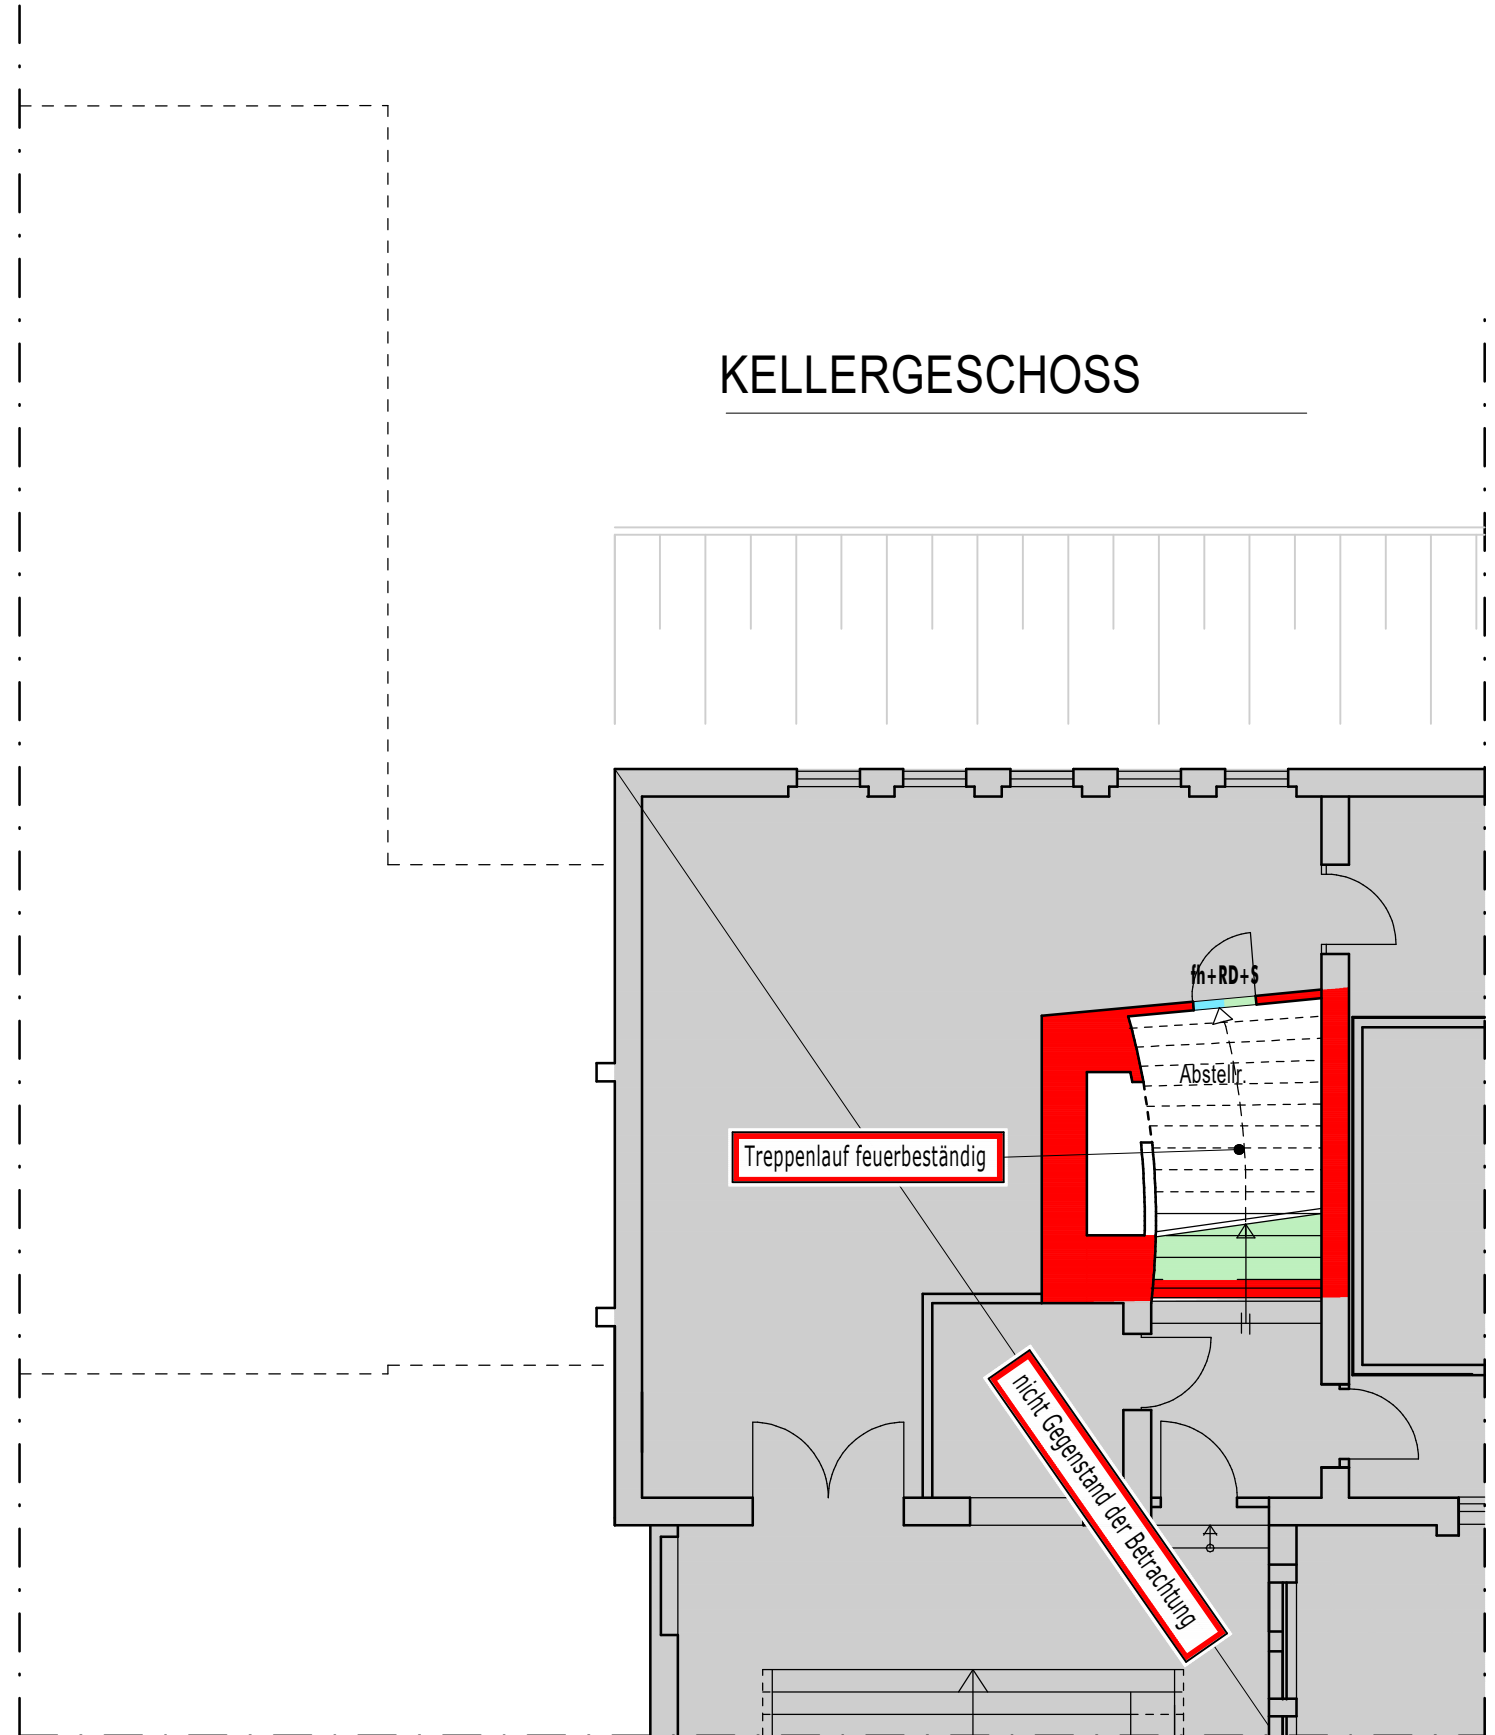 KELLERGESCHOSS
fh+RD+S
Abstellr.
Treppenlauf feuerbeständig
nicht Gegenstand der Betrachtung